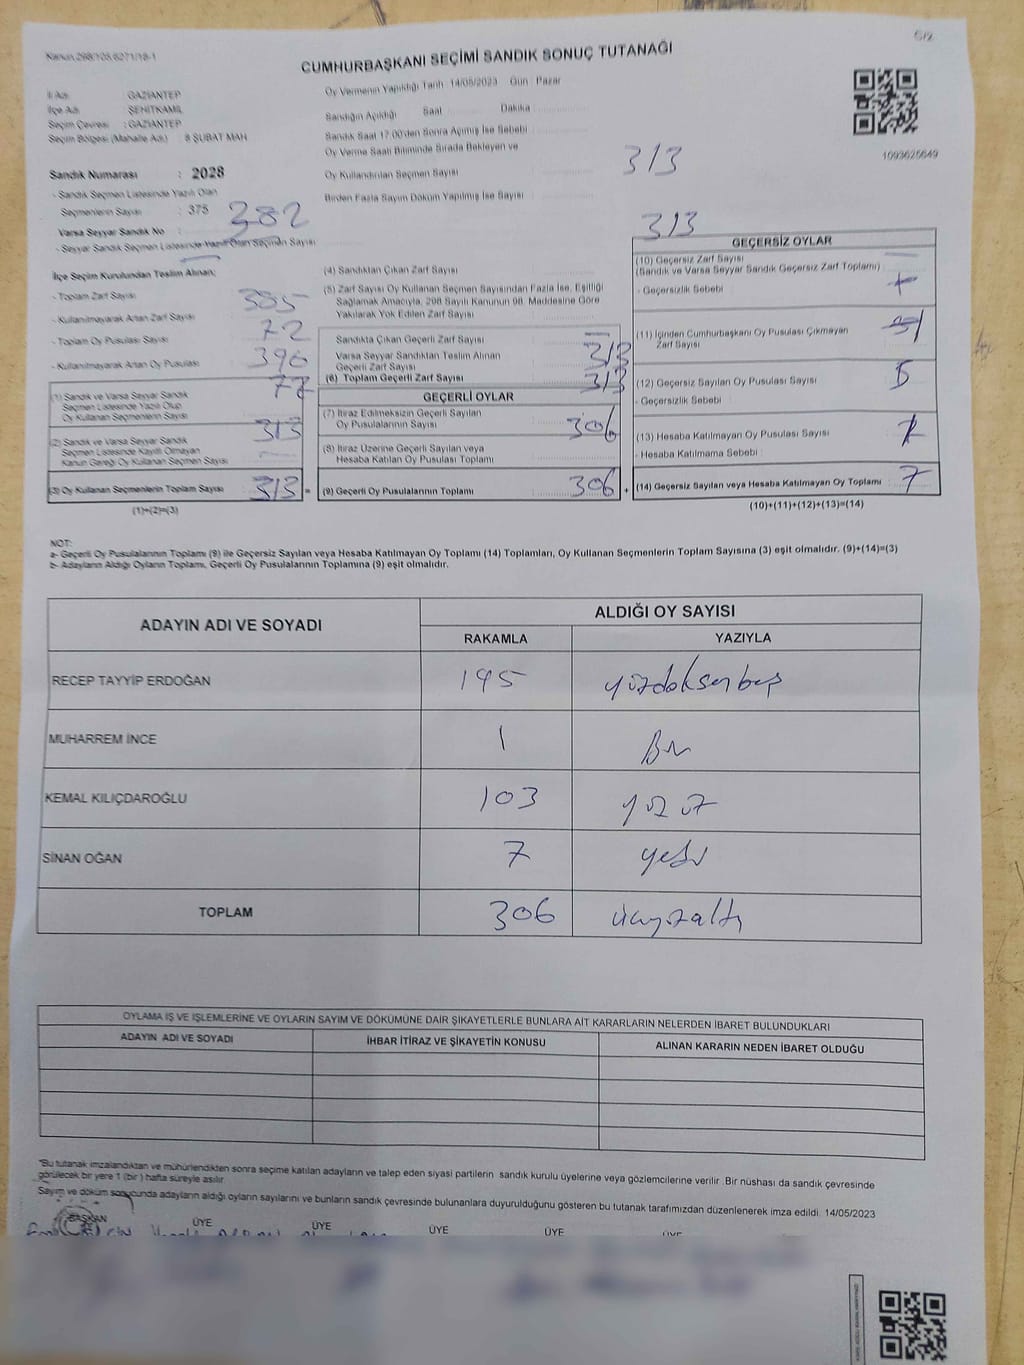 Kanun:298/105,6271/18-1
6/2
CUMHURBAŞKANI SEÇİMİ SANDIK SONUÇ TUTANAĞI
İl Adı : GAZİANTEP
İlçe Adı : ŞEHİTKAMİL
Seçim Çevresi : GAZİANTEP
Seçim Bölgesi (Mahalle Adı) : 8 ŞUBAT MAH
Sandık Numarası : 2028
- Sandık Seçmen Listesinde Yazılı Olan
Seçmenlerin Sayısı : 375 382
Varsa Seyyar Sandık No :
- Seyyar Sandık Seçmen Listesinde Yazılı Olan Seçmen Sayısı
Oy Vermenin Yapıldığı Tarih 14/05/2023 Gün : Pazar
Sandığın Açıldığı Saat Dakika :
Sandık Saat 17.00'den Sonra Açılmış İse Sebebi :
Oy Verme Saati Bitiminde Sırada Bekleyen ve
Oy Kullandırılan Seçmen Sayısı : 313
Birden Fazla Sayım Döküm Yapılmış İse Sayısı :
1093625649
İlçe Seçim Kurulundan Teslim Alınan;
- Toplam Zarf Sayısı 385
- Kullanılmayarak Artan Zarf Sayısı 72
- Toplam Oy Pusulası Sayısı 390
- Kullanılmayarak Artan Oy Pusulası 77
(1) Sandık ve Varsa Seyyar Sandık
Seçmen Listesinde Yazılı Olup
Oy Kullanan Seçmenlerin Sayısı 313
(2) Sandık ve Varsa Seyyar Sandık
Seçmen Listesinde Kayıtlı Olmayan
Kanun Gereği Oy Kullanan Seçmen Sayısı
(3) Oy Kullanan Seçmenlerin Toplam Sayısı 313 =
(1)+(2)=(3)
(4) Sandıktan Çıkan Zarf Sayısı 313
(5) Zarf Sayısı Oy Kullanan Seçmen Sayısından Fazla İse, Eşitliği
Sağlamak Amacıyla, 298 Sayılı Kanunun 98. Maddesine Göre
Yakılarak Yok Edilen Zarf Sayısı
Sandıkta Çıkan Geçerli Zarf Sayısı 313
Varsa Seyyar Sandıktan Teslim Alınan
Geçerli Zarf Sayısı
(6) Toplam Geçerli Zarf Sayısı 313
GEÇERLİ OYLAR
(7) İtiraz Edilmeksizin Geçerli Sayılan
Oy Pusulalarının Sayısı 306
(8) İtiraz Üzerine Geçerli Sayılan veya
Hesaba Katılan Oy Pusulası Toplamı
(9) Geçerli Oy Pusulalarının Toplamı 306 +
GEÇERSİZ OYLAR
(10) Geçersiz Zarf Sayısı
(Sandık ve Varsa Seyyar Sandık Geçersiz Zarf Toplamı)
- Geçersizlik Sebebi
(11) İçinden Cumhurbaşkanı Oy Pusulası Çıkmayan
Zarf Sayısı
(12) Geçersiz Sayılan Oy Pusulası Sayısı 5
- Geçersizlik Sebebi
(13) Hesaba Katılmayan Oy Pusulası Sayısı
- Hesaba Katılmama Sebebi :
(14) Geçersiz Sayılan veya Hesaba Katılmayan Oy Toplamı 7
(10)+(11)+(12)+(13)=(14)
NOT:
a- Geçerli Oy Pusulalarının Toplamı (9) ile Geçersiz Sayılan veya Hesaba Katılmayan Oy Toplamı (14) Toplamları, Oy Kullanan Seçmenlerin Toplam Sayısına (3) eşit olmalıdır. (9)+(14)=(3)
b- Adayların Aldığı Oyların Toplamı, Geçerli Oy Pusulalarının Toplamına (9) eşit olmalıdır.
ADAYIN ADI VE SOYADI ALDIĞI OY SAYISI
RAKAMLA YAZIYLA
RECEP TAYYİP ERDOĞAN 195 yüzdoksanbeş
MUHARREM İNCE 1 Bir
KEMAL KILIÇDAROĞLU 103 yüz üç
SİNAN OĞAN 7 yedi
TOPLAM 306 üçyüzaltı
OYLAMA İŞ VE İŞLEMLERİNE VE OYLARIN SAYIM VE DÖKÜMÜNE DAİR ŞİKAYETLERLE BUNLARA AİT KARARLARIN NELERDEN İBARET BULUNDUKLARI
ADAYIN ADI VE SOYADI İHBAR İTİRAZ VE ŞİKAYETİN KONUSU ALINAN KARARIN NEDEN İBARET OLDUĞU
*Bu tutanak imzalandıktan ve mühürlendikten sonra seçime katılan adayların ve talep eden siyasi partilerin sandık kurulu üyelerine veya gözlemcilerine verilir .Bir nüshası da sandık çevresinde
görülecek bir yere 1 (bir ) hafta süreyle asılır
Sayım ve döküm sonucunda adayların aldığı oyların sayılarını ve bunların sandık çevresinde bulunanlara duyurulduğunu gösteren bu tutanak tarafımızdan düzenlenerek imza edildi. 14/05/2023
BAŞKAN ÜYE ÜYE ÜYE ÜYE ÜYE